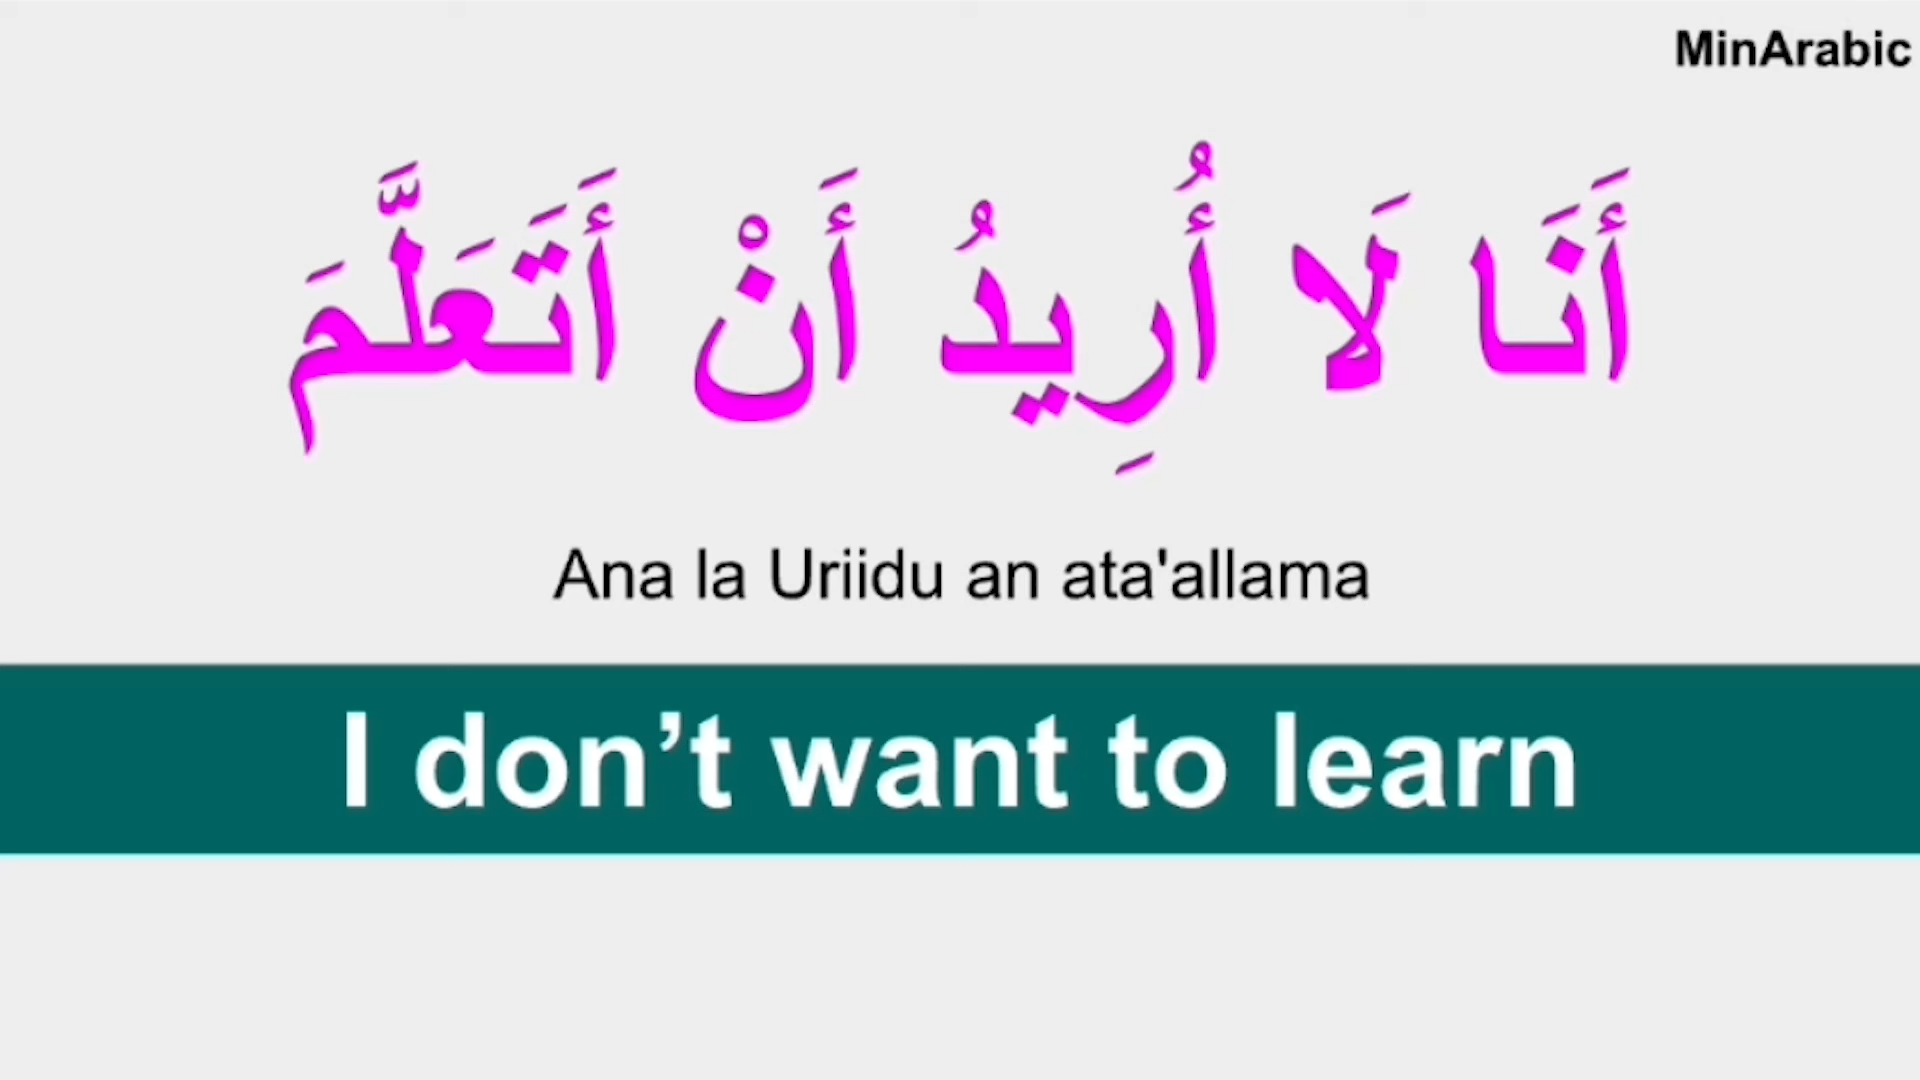 MinArabic
أَنَا لَا أُرِيدُ أَنْ أَتَعَلَّمَ
Ana la Uriidu an ata'allama
I don’t want to learn